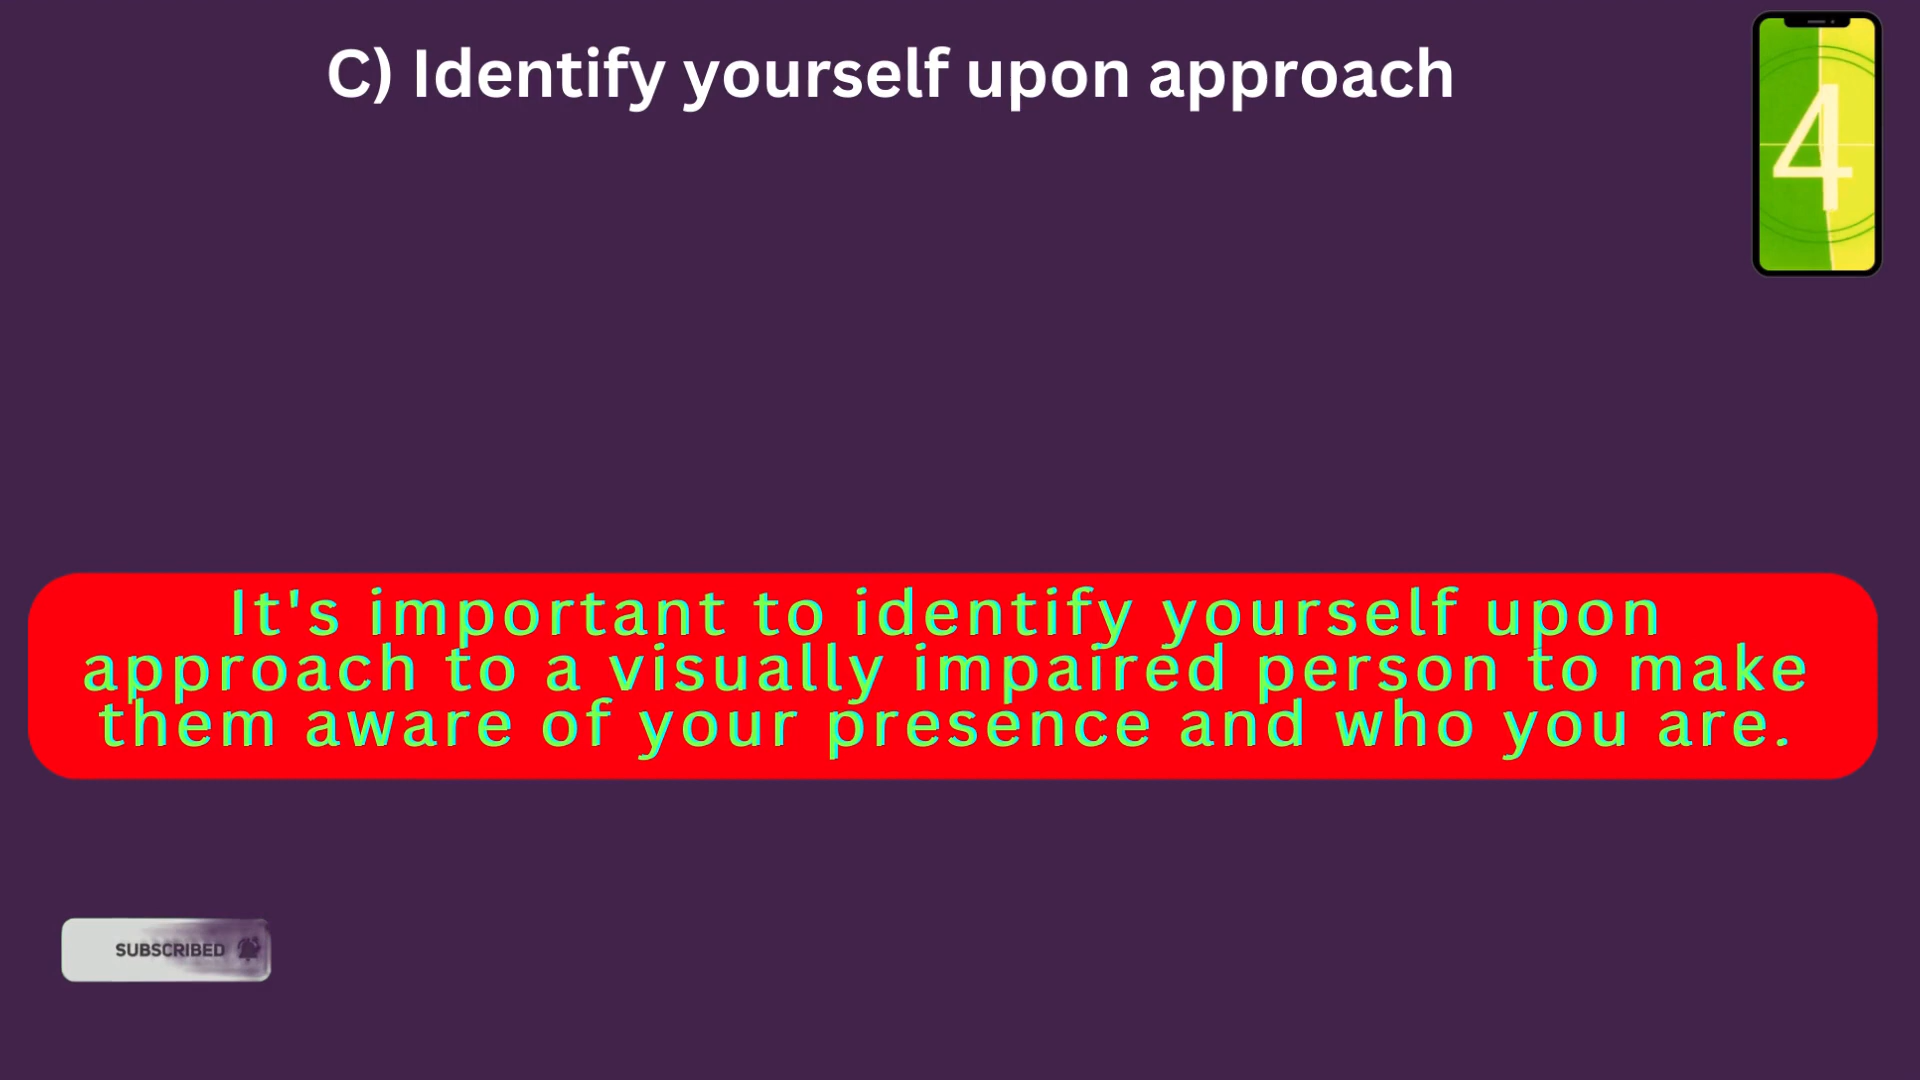 C) Identify yourself upon approach
4
It's important to identify yourself upon
approach to a visually impaired person to make
them aware of your presence and who you are.
SUBSCRIBED